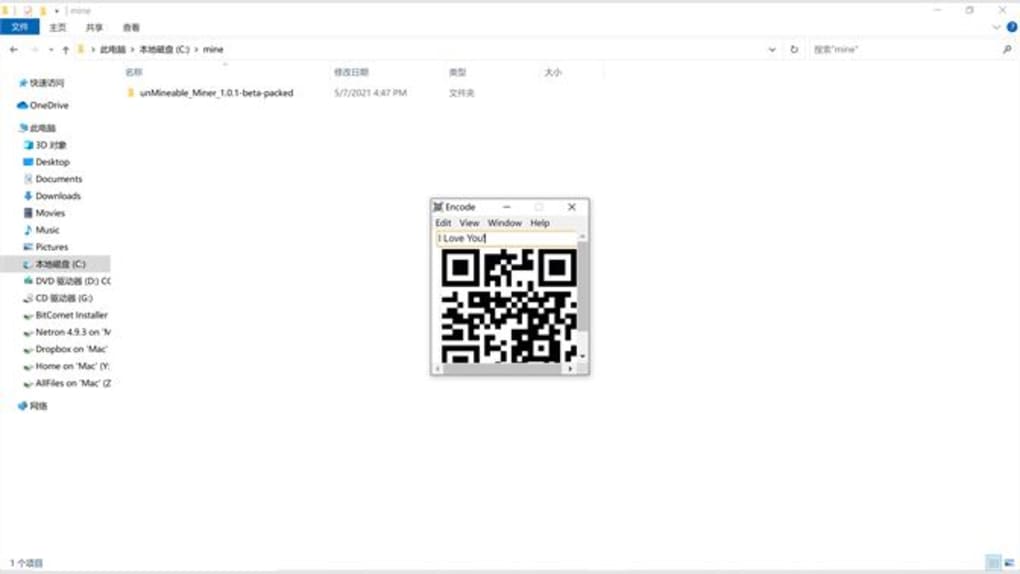 mine
文件 主页 共享 查看
此电脑 本地磁盘 (C:) mine 搜索"mine"
名称 修改日期 类型 大小
unMineable_Miner_1.0.1-beta-packed 5/7/2021 4:47 PM 文件夹
快速访问
OneDrive
此电脑
3D 对象
Desktop
Documents
Downloads
Movies
Music
Pictures
本地磁盘 (C:)
DVD 驱动器 (D:) CC
CD 驱动器 (G:)
BitComet Installer
Netron 4.9.3 on 'M
Dropbox on 'Mac'
Home on 'Mac' (Y:
AllFiles on 'Mac' (Z
网络
Encode
Edit View Window Help
I Love You!
1 个项目